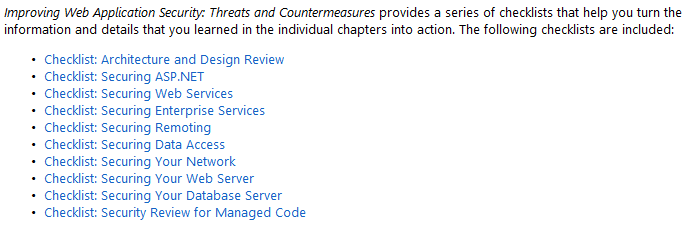 Improving Web Application Security: Threats and Countermeasures provides a series of checklists that help you turn the
information and details that you learned in the individual chapters into action. The following checklists are included:
• Checklist: Architecture and Design Review
• Checklist: Securing ASP.NET
• Checklist: Securing Web Services
• Checklist: Securing Enterprise Services
• Checklist: Securing Remoting
• Checklist: Securing Data Access
• Checklist: Securing Your Network
• Checklist: Securing Your Web Server
• Checklist: Securing Your Database Server
• Checklist: Security Review for Managed Code